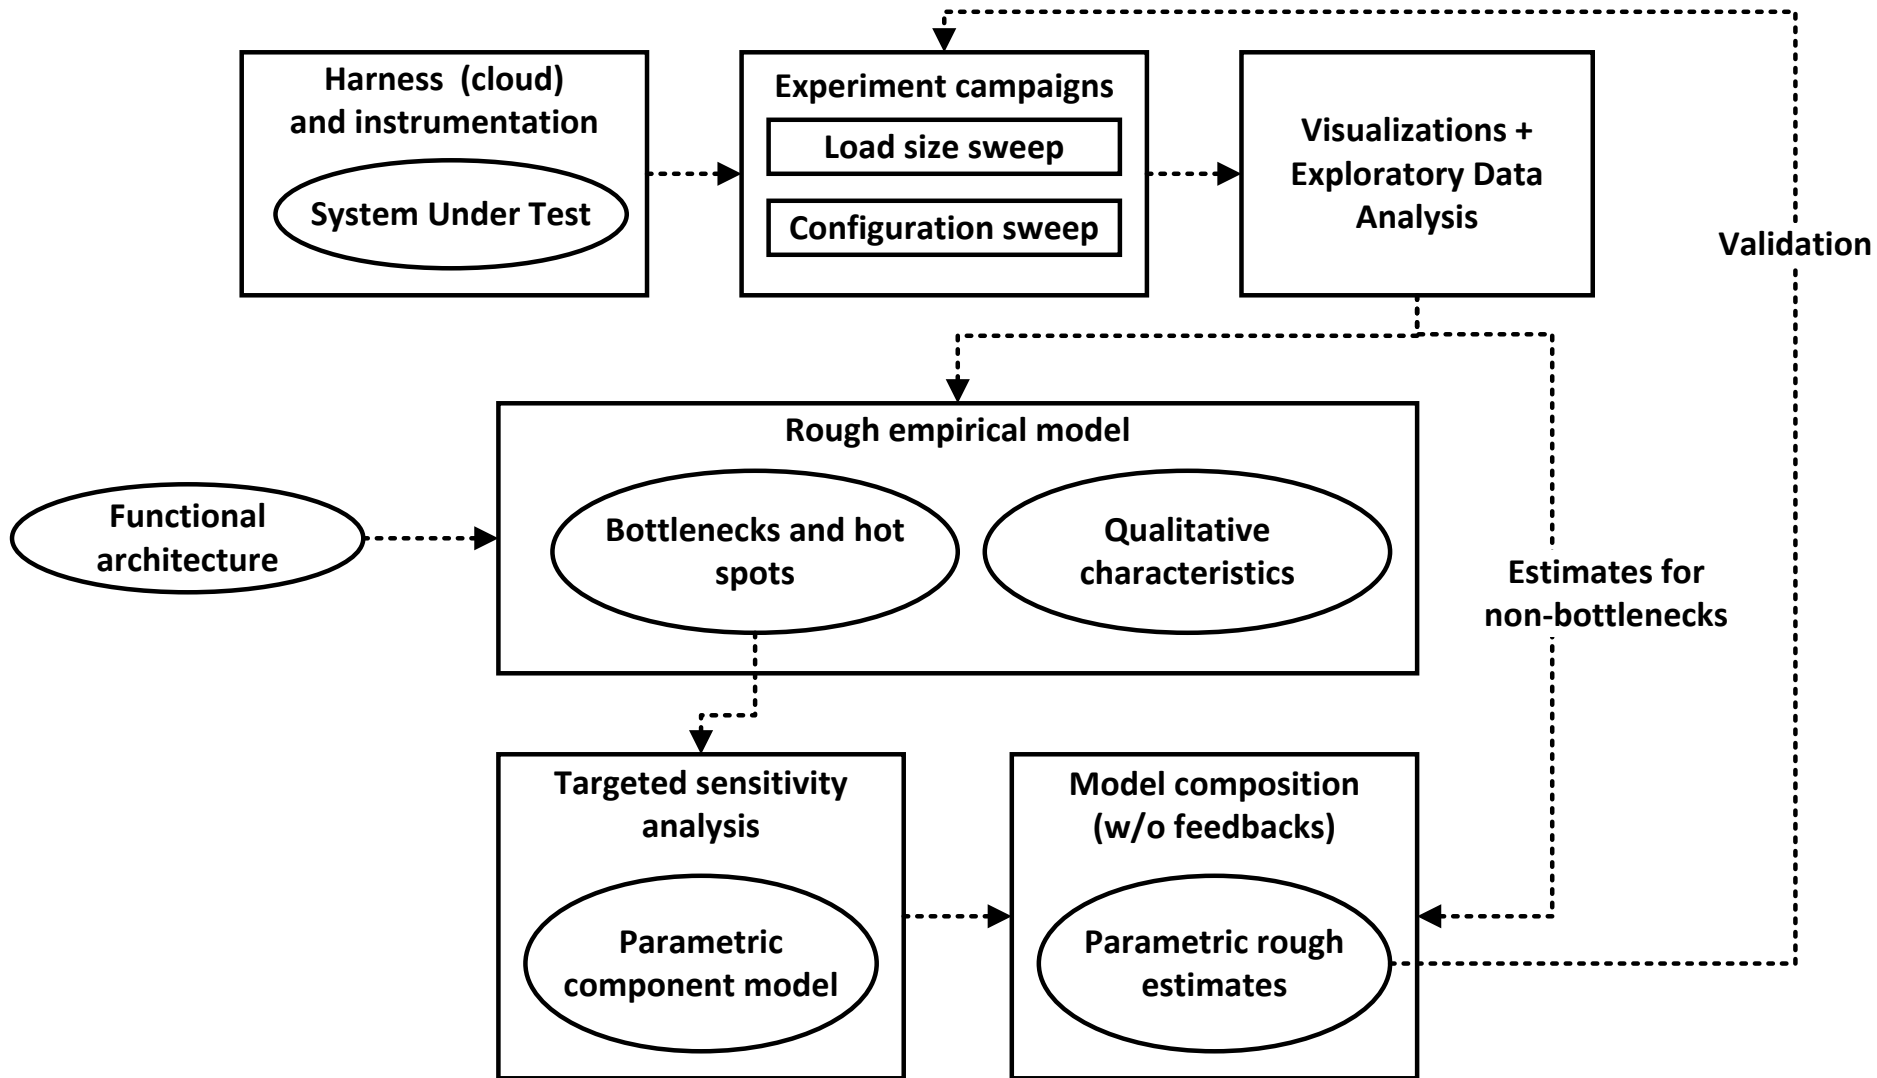 Harness (cloud)
and instrumentation
System Under Test
Experiment campaigns
Load size sweep
Configuration sweep
Visualizations +
Exploratory Data
Analysis
Validation
Rough empirical model
Functional
architecture
Bottlenecks and hot
spots
Qualitative
characteristics
Estimates for
non-bottlenecks
Targeted sensitivity
analysis
Parametric
component model
Model composition
(w/o feedbacks)
Parametric rough
estimates